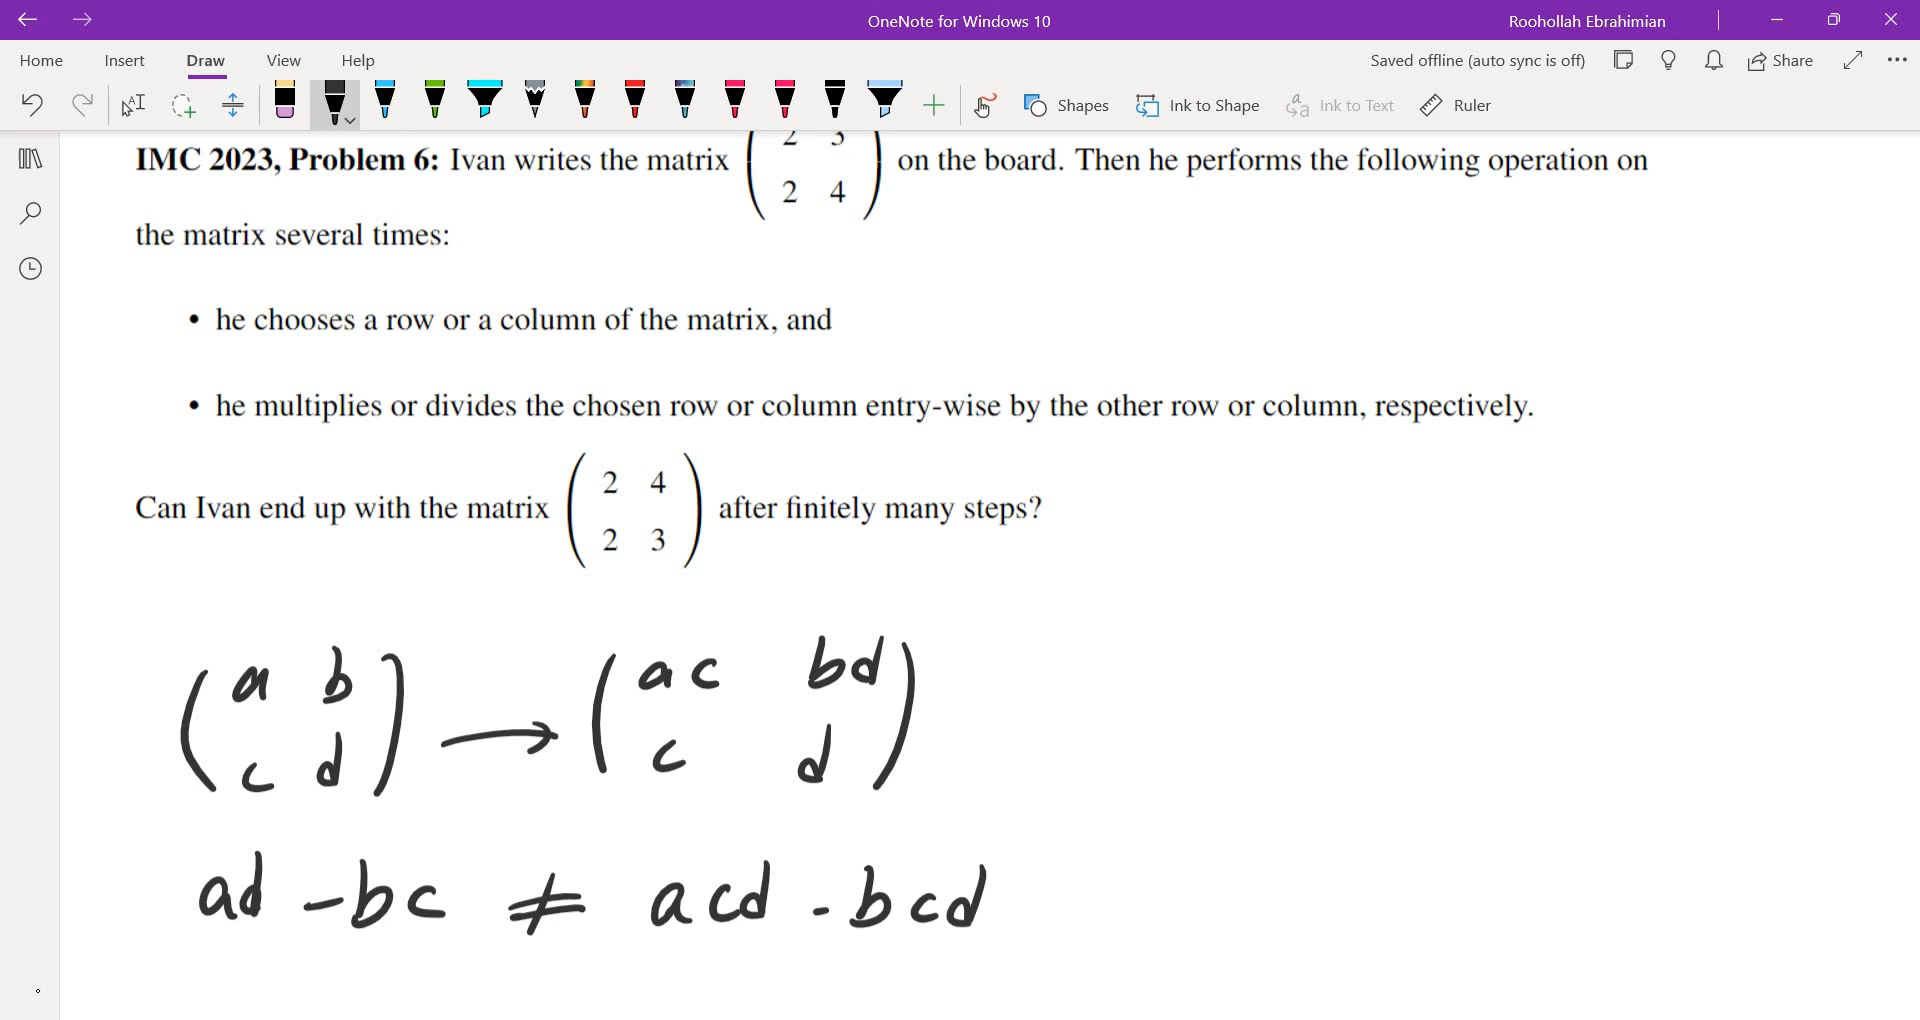 OneNote for Windows 10
Roohollah Ebrahimian
Home Insert Draw View Help
Saved offline (auto sync is off) Share
Shapes Ink to Shape Ink to Text Ruler
2 3
IMC 2023, Problem 6: Ivan writes the matrix on the board. Then he performs the following operation on
2 4
the matrix several times:
• he chooses a row or a column of the matrix, and
• he multiplies or divides the chosen row or column entry-wise by the other row or column, respectively.
2 4
Can Ivan end up with the matrix after finitely many steps?
2 3
( a b ) → ( ac bd )
( c d ) ( c d )
ad - bc ≠ acd - bcd